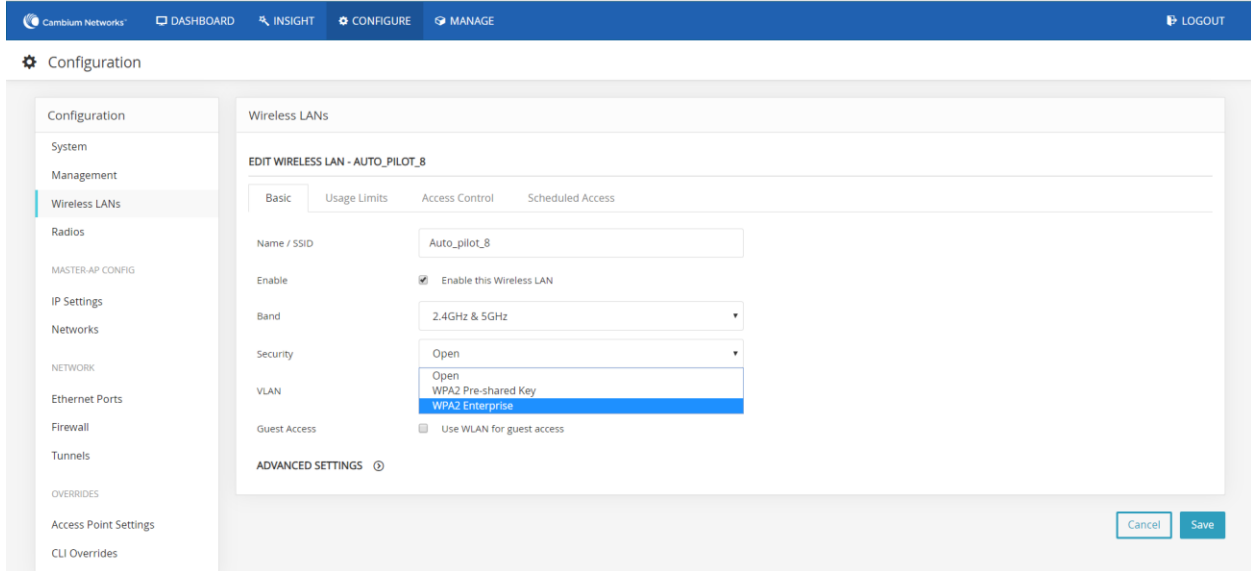 Cambium Networks™ DASHBOARD INSIGHT CONFIGURE MANAGE LOGOUT
Configuration
Configuration
System
Management
Wireless LANs
Radios
MASTER-AP CONFIG
IP Settings
Networks
NETWORK
Ethernet Ports
Firewall
Tunnels
OVERRIDES
Access Point Settings
CLI Overrides
Wireless LANs
EDIT WIRELESS LAN - AUTO_PILOT_8
Basic Usage Limits Access Control Scheduled Access
Name / SSID Auto_pilot_8
Enable Enable this Wireless LAN
Band 2.4GHz & 5GHz
Security Open
Open
VLAN WPA2 Pre-shared Key
WPA2 Enterprise
Guest Access Use WLAN for guest access
ADVANCED SETTINGS
Cancel Save